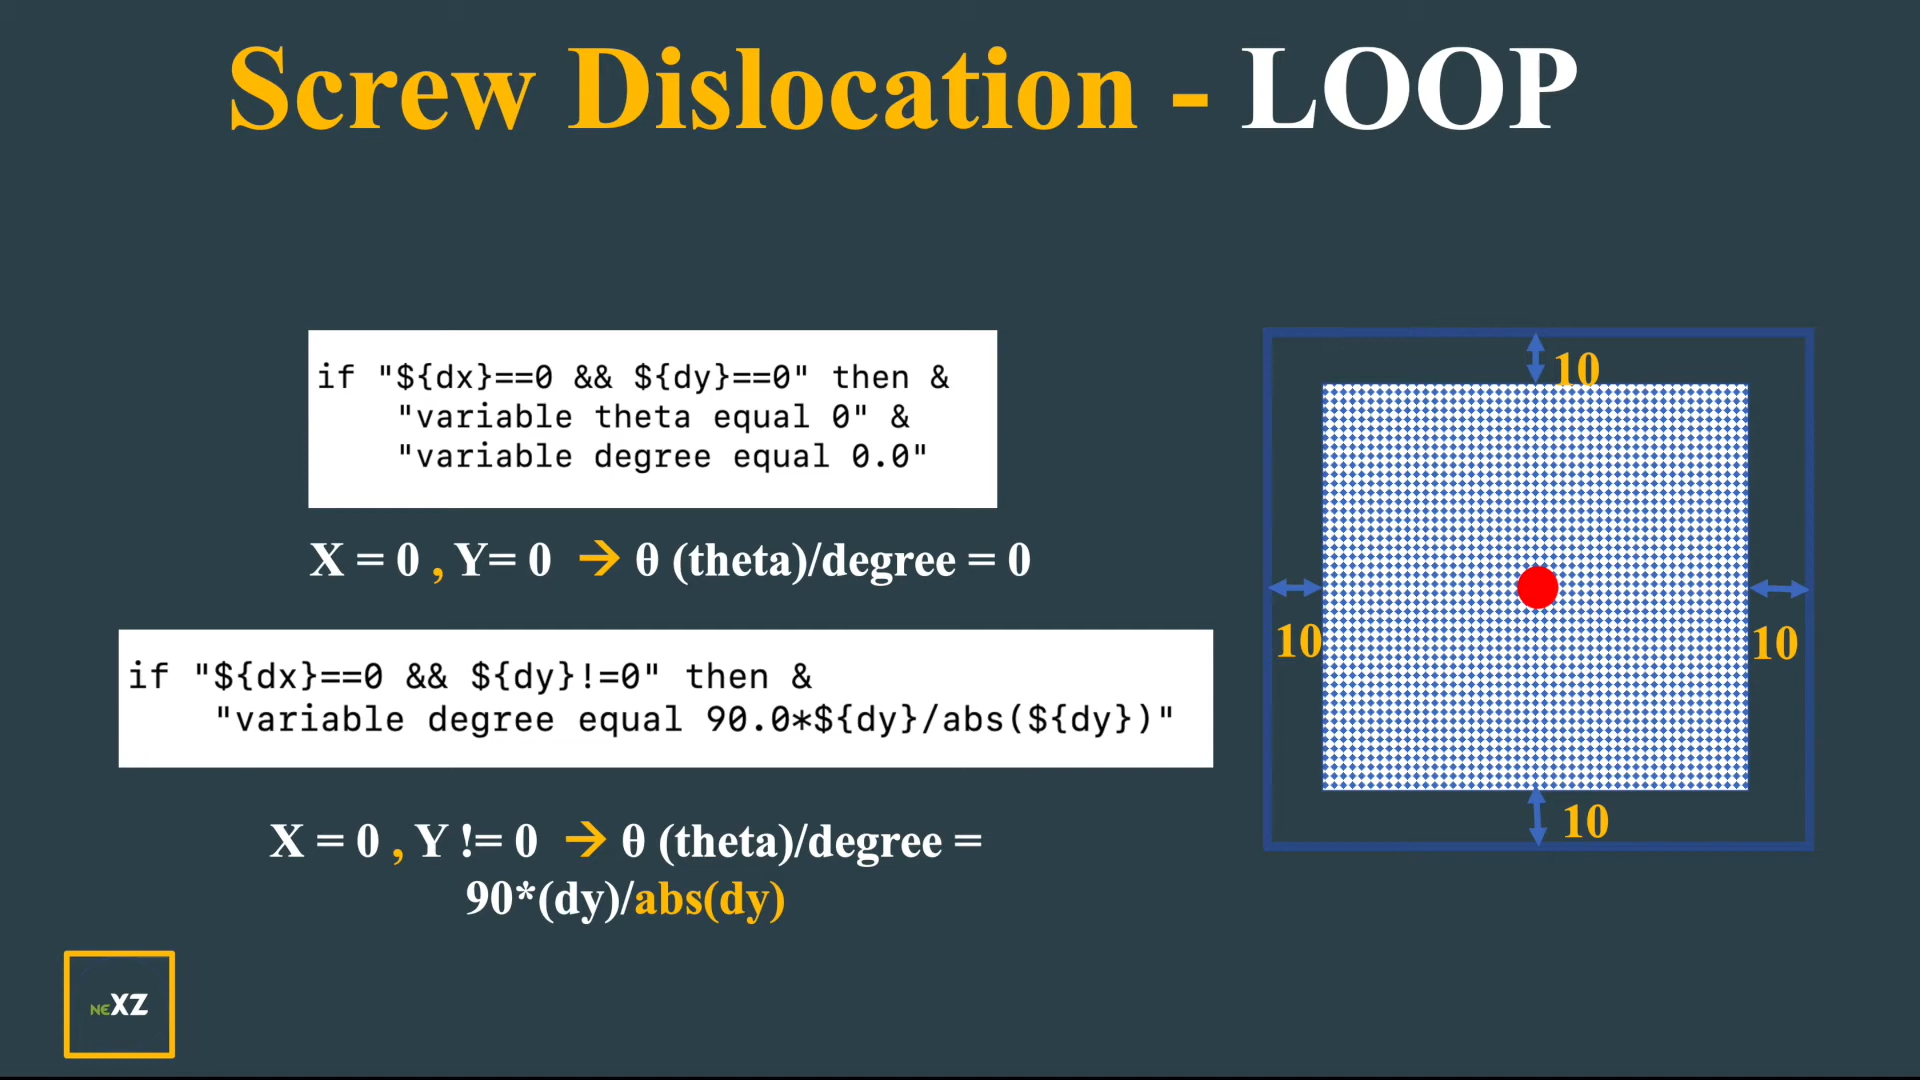 Screw Dislocation - LOOP
if "${dx}==0 && ${dy}==0" then &
"variable theta equal 0" &
"variable degree equal 0.0"
X = 0 , Y= 0 → θ (theta)/degree = 0
if "${dx}==0 && ${dy}!=0" then &
"variable degree equal 90.0*${dy}/abs(${dy})"
X = 0 , Y != 0 → θ (theta)/degree =
90*(dy)/abs(dy)
10
10
10
10
NEXZ